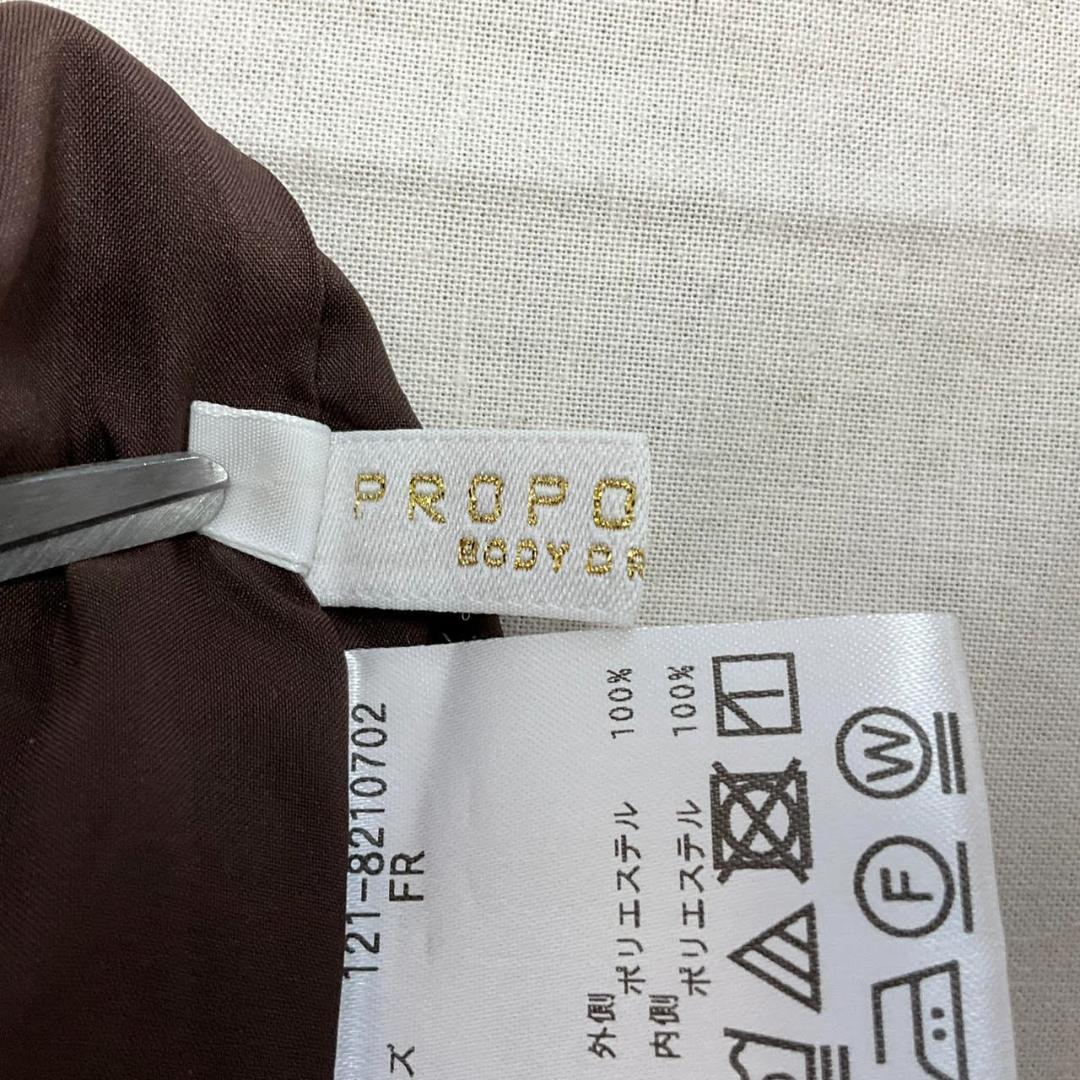 PROPO
BODY DR
121-8210702
ズ FR
外側 ポリエステル 100%
内側 ポリエステル 100%
W
F